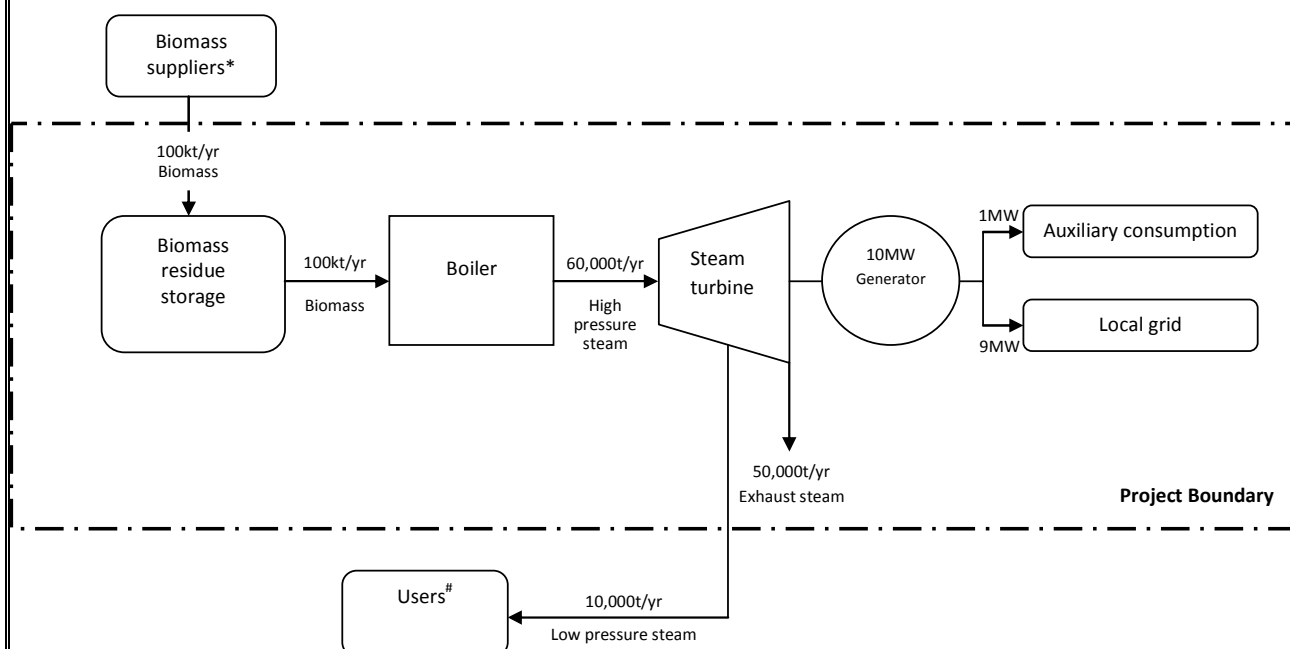 Biomass
suppliers*
100kt/yr
Biomass
Biomass
residue
storage
100kt/yr
Biomass
Boiler
60,000t/yr
High
pressure
steam
Steam
turbine
10MW
Generator
1MW
Auxiliary consumption
Local grid
9MW
50,000t/yr
Exhaust steam
Project Boundary
Users#
10,000t/yr
Low pressure steam